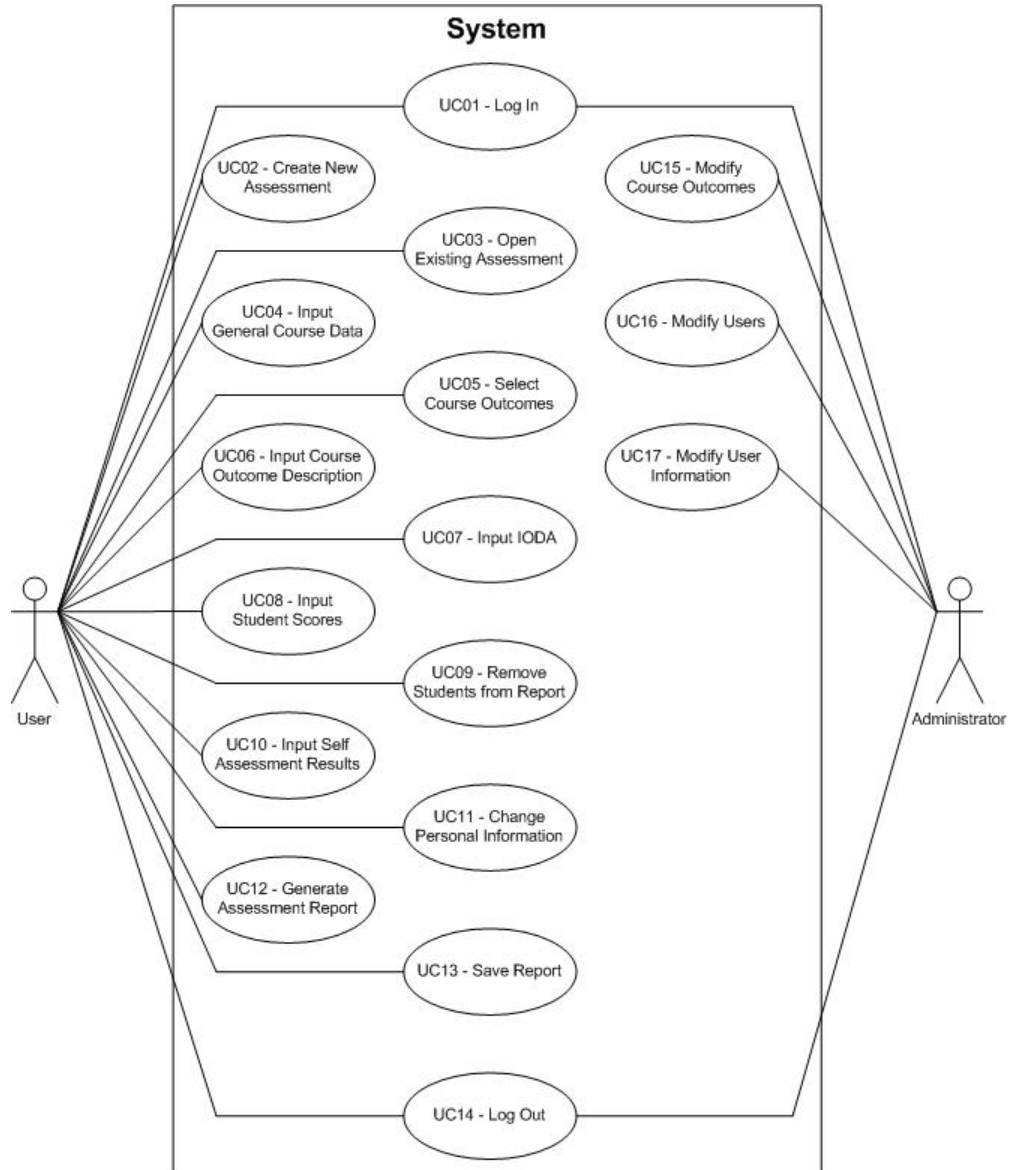 System
UC01 - Log In
UC02 - Create New
Assessment
UC15 - Modify
Course Outcomes
UC03 - Open
Existing Assessment
UC04 - Input
General Course Data
UC16 - Modify Users
UC05 - Select
Course Outcomes
UC06 - Input Course
Outcome Description
UC17 - Modify User
Information
UC07 - Input IODA
UC08 - Input
Student Scores
UC09 - Remove
Students from Report
User
Administrator
UC10 - Input Self
Assessment Results
UC11 - Change
Personal Information
UC12 - Generate
Assessment Report
UC13 - Save Report
UC14 - Log Out